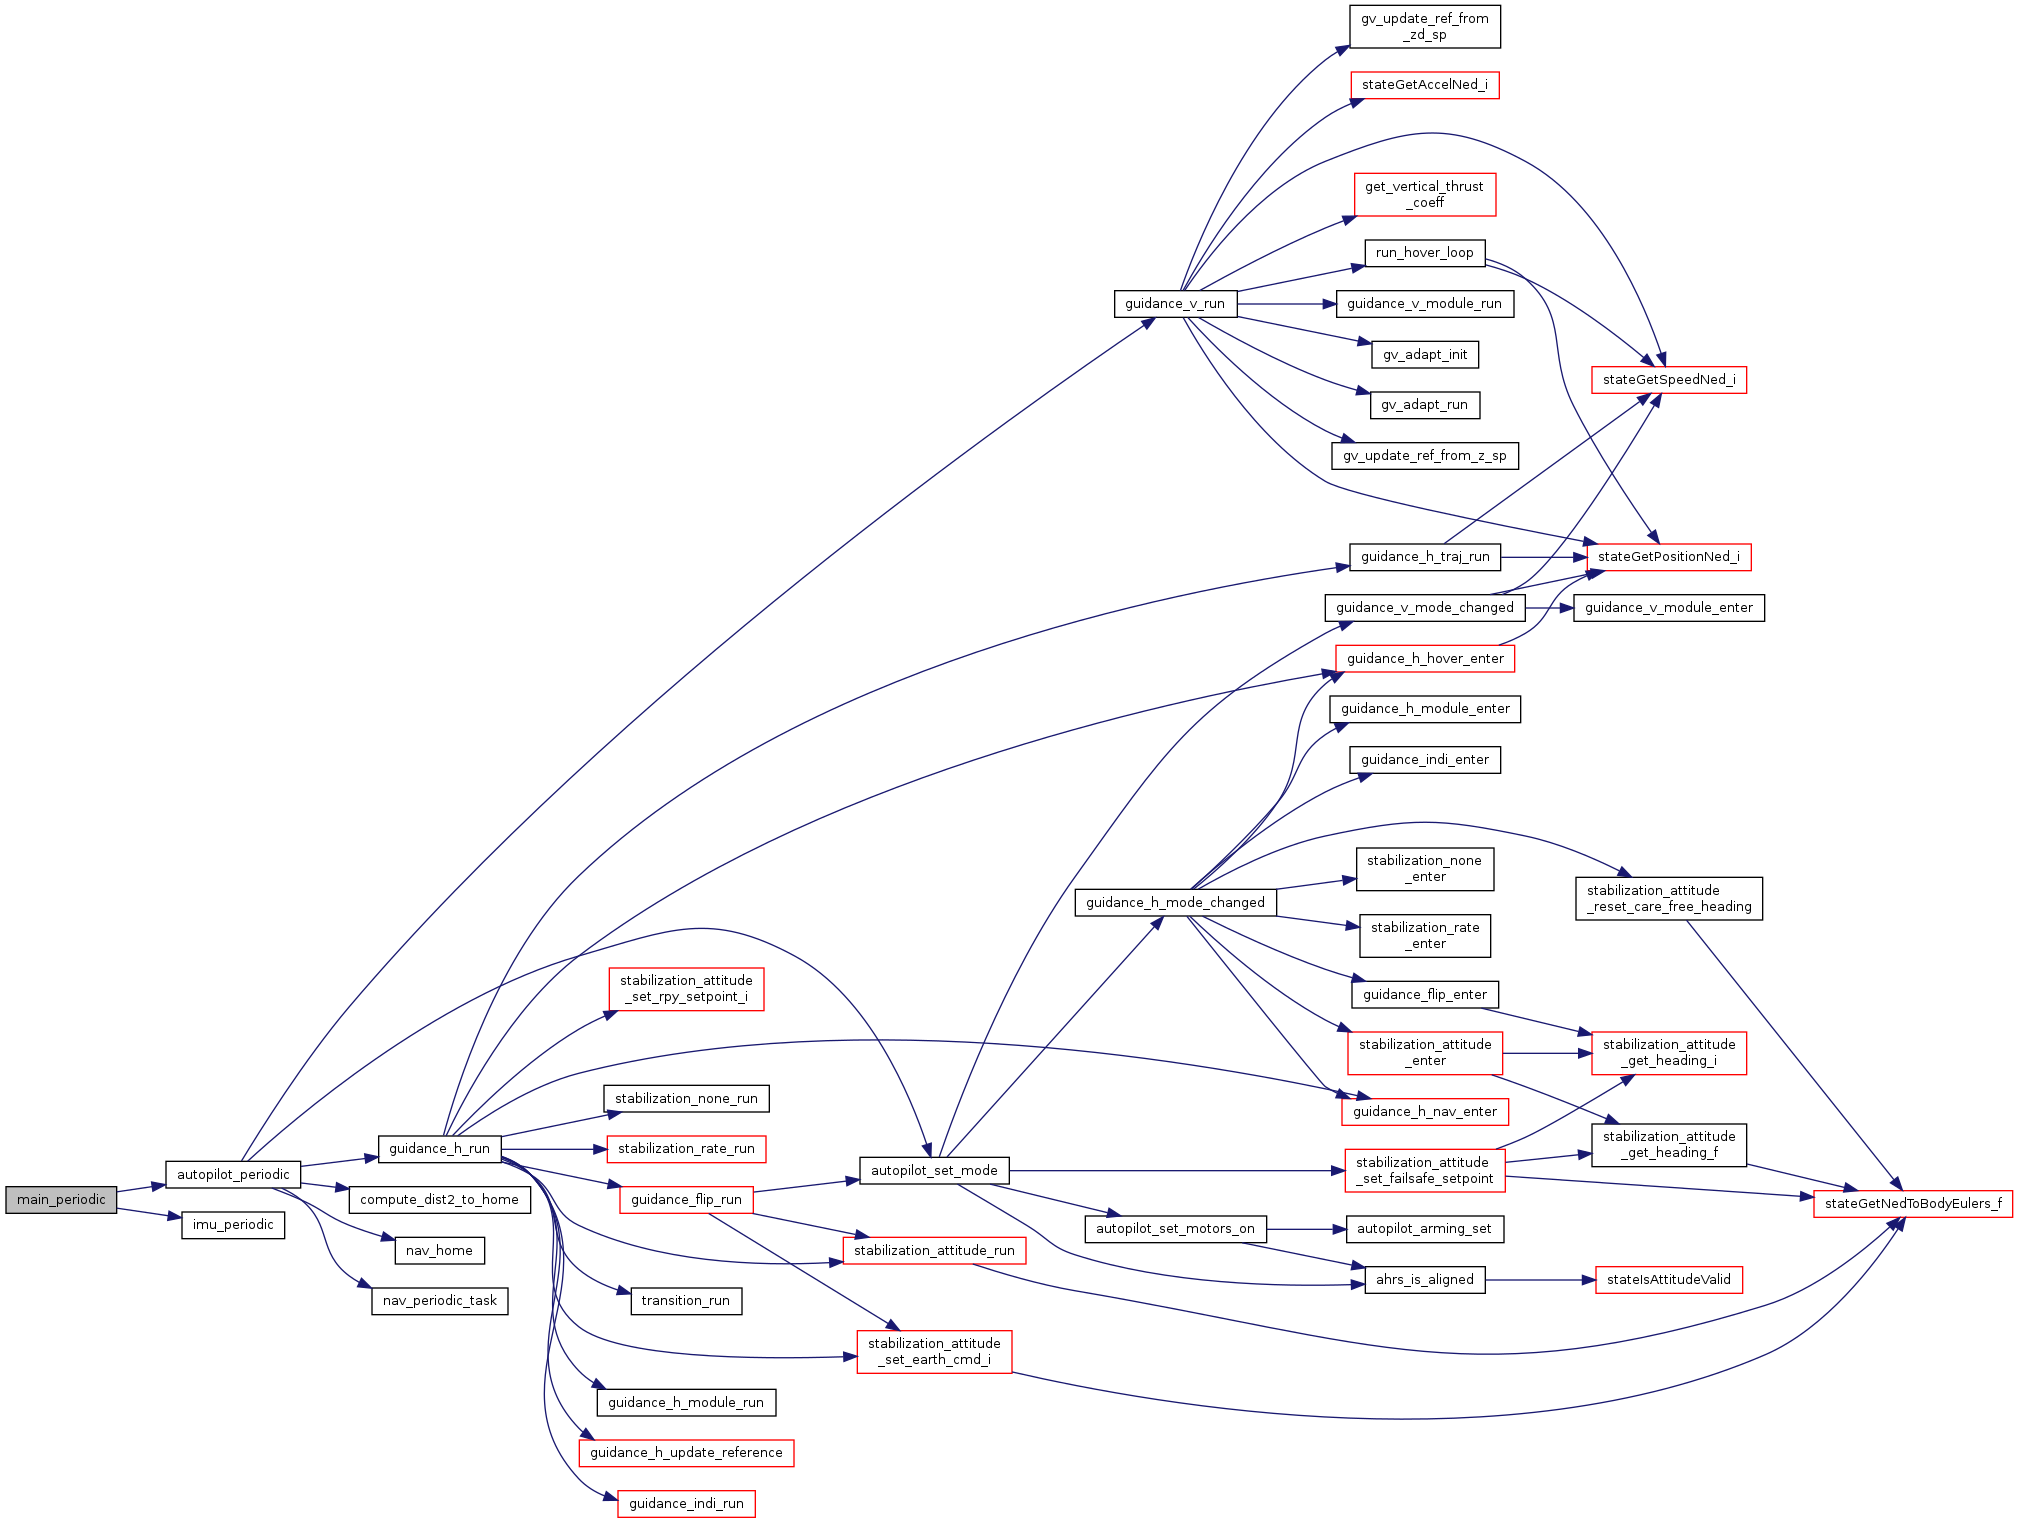 main_periodic
autopilot_periodic
imu_periodic
guidance_h_run
compute_dist2_to_home
nav_home
nav_periodic_task
stabilization_attitude
_set_rpy_setpoint_i
stabilization_none_run
stabilization_rate_run
guidance_flip_run
transition_run
guidance_h_module_run
guidance_h_update_reference
guidance_indi_run
autopilot_set_mode
stabilization_attitude_run
stabilization_attitude
_set_earth_cmd_i
guidance_v_run
guidance_h_mode_changed
autopilot_set_motors_on
gv_update_ref_from
_zd_sp
stateGetAccelNed_i
get_vertical_thrust
_coeff
run_hover_loop
guidance_v_module_run
gv_adapt_init
gv_adapt_run
gv_update_ref_from_z_sp
guidance_h_traj_run
guidance_v_mode_changed
guidance_h_hover_enter
guidance_h_module_enter
guidance_indi_enter
stabilization_none
_enter
stabilization_rate
_enter
guidance_flip_enter
stabilization_attitude
_enter
guidance_h_nav_enter
stabilization_attitude
_set_failsafe_setpoint
autopilot_arming_set
ahrs_is_aligned
stateGetSpeedNed_i
stateGetPositionNed_i
guidance_v_module_enter
stabilization_attitude
_reset_care_free_heading
stabilization_attitude
_get_heading_i
stabilization_attitude
_get_heading_f
stateIsAttitudeValid
stateGetNedToBodyEulers_f